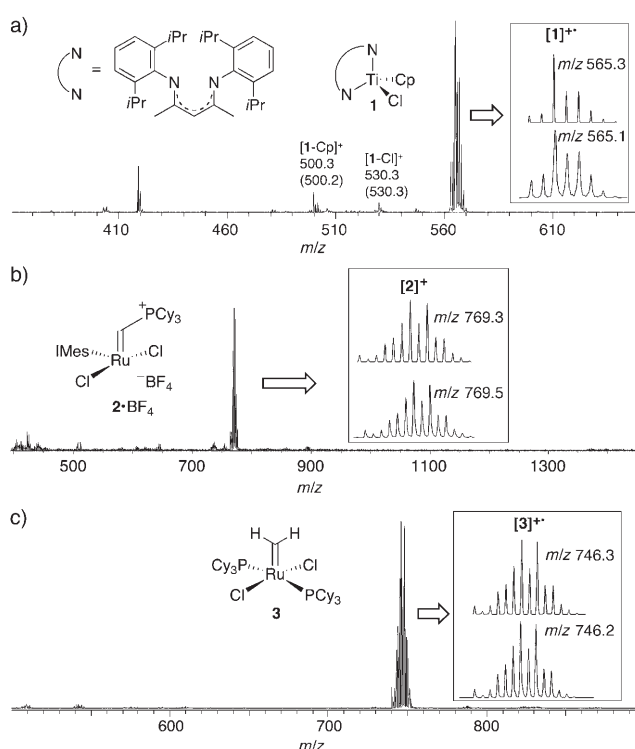 a)
N
N
=
iPr
iPr
N
N
iPr
iPr
N
N
Ti
Cp
Cl
1
[1-Cp]+
500.3
(500.2)
[1-Cl]+
530.3
(530.3)
[1]+•
m/z 565.3
m/z 565.1
410 460 510 560 610
m/z
b)
+
PCy3
IMes
Ru
Cl
Cl
−BF4
2•BF4
[2]+
m/z 769.3
m/z 769.5
500 700 900 1100 1300
m/z
c)
H H
Cy3P
Ru
Cl
Cl
PCy3
3
[3]+•
m/z 746.3
m/z 746.2
600 700 800
m/z